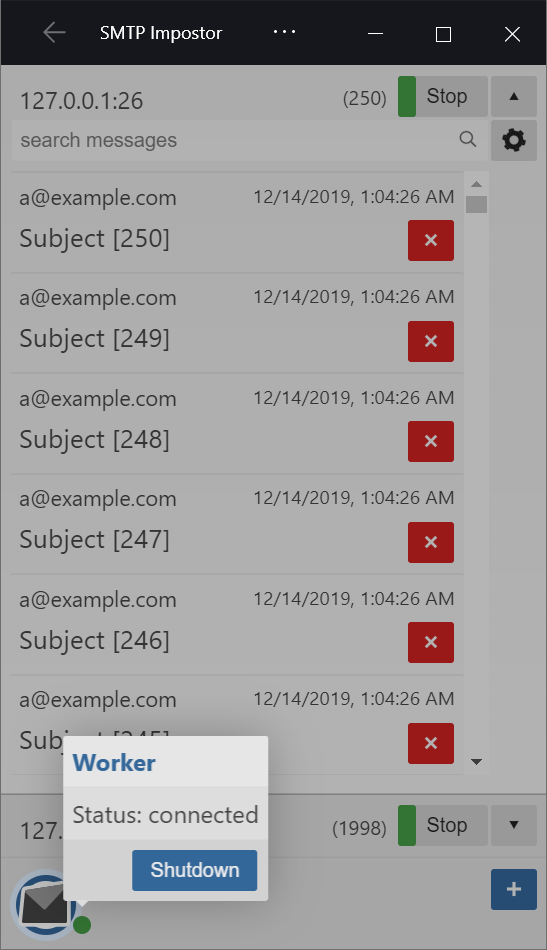 SMTP Impostor
127.0.0.1:26 (250) Stop
search messages
a@example.com 12/14/2019, 1:04:26 AM
Subject [250]
a@example.com 12/14/2019, 1:04:26 AM
Subject [249]
a@example.com 12/14/2019, 1:04:26 AM
Subject [248]
a@example.com 12/14/2019, 1:04:26 AM
Subject [247]
a@example.com 12/14/2019, 1:04:26 AM
Subject [246]
a@example.com 12/14/2019, 1:04:26 AM
Subject [245]
Worker
Status: connected
127. (1998) Stop
Shutdown